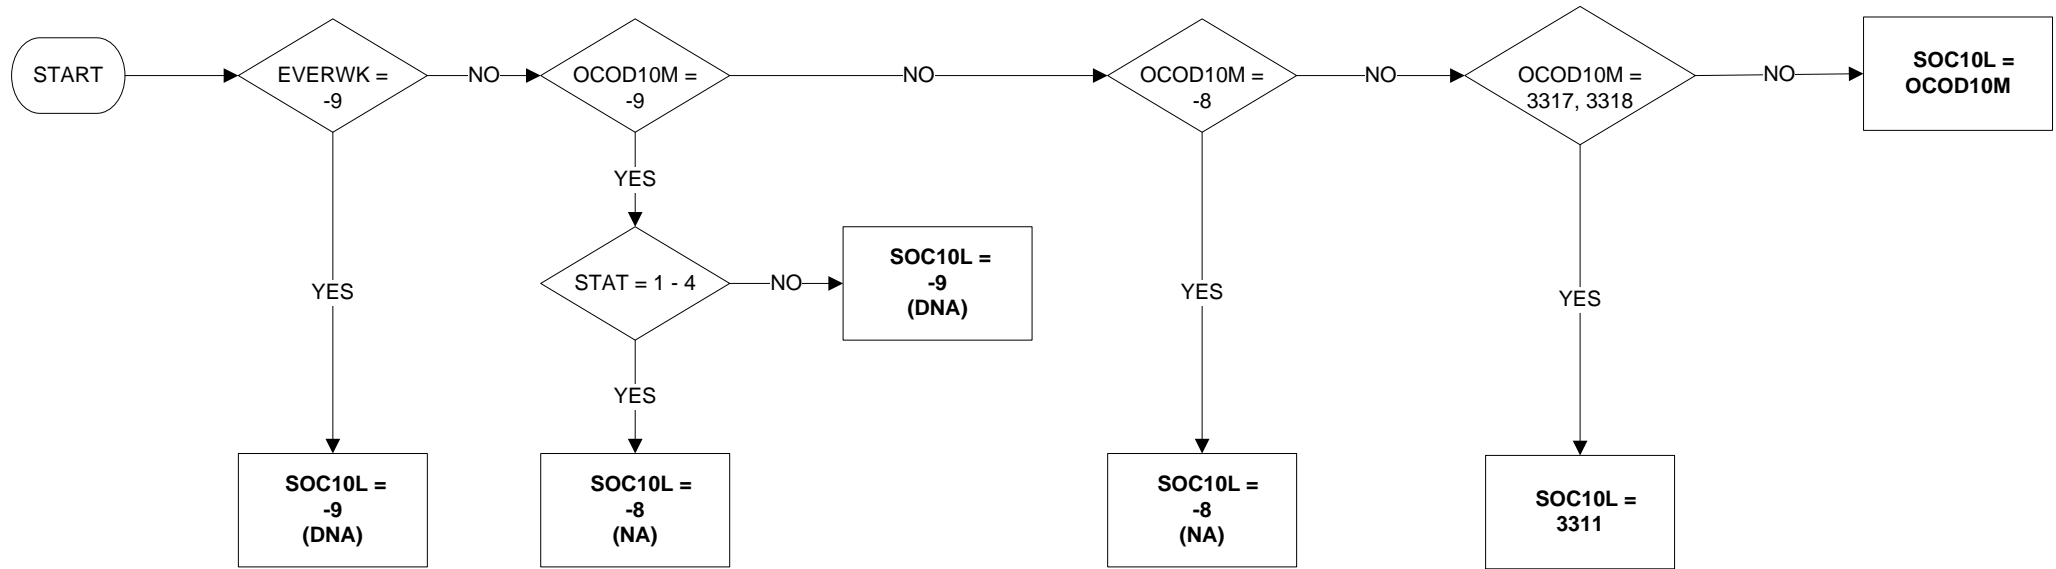 START
EVERWK =
-9
NO
OCOD10M =
-9
NO
OCOD10M =
-8
NO
OCOD10M =
3317, 3318
NO
SOC10L =
OCOD10M
YES
STAT = 1 - 4
NO
SOC10L =
-9
(DNA)
YES
YES
YES
YES
SOC10L =
-9
(DNA)
SOC10L =
-8
(NA)
SOC10L =
-8
(NA)
SOC10L =
3311